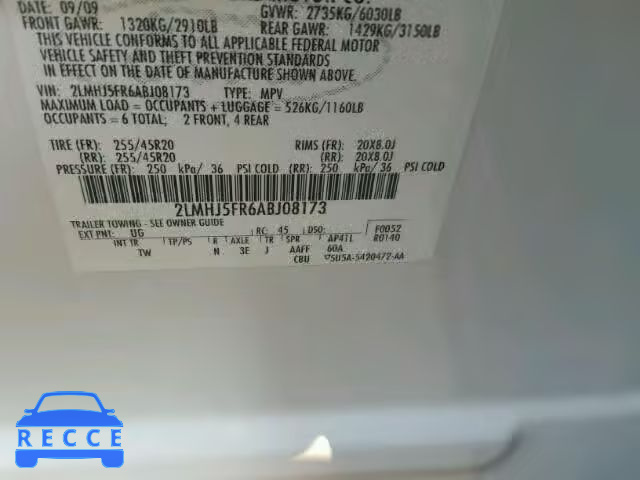 DATE: 09/09 GVWR: 2735KG/6030LB
FRONT GAWR: 1320KG/2910LB REAR GAWR: 1429KG/3150LB
THIS VEHICLE CONFORMS TO ALL APPLICABLE FEDERAL MOTOR
VEHICLE SAFETY AND THEFT PREVENTION STANDARDS
IN EFFECT ON THE DATE OF MANUFACTURE SHOWN ABOVE.
VIN: 2LMHJ5FR6ABJ08173 TYPE: MPV
MAXIMUM LOAD = OCCUPANTS + LUGGAGE = 526KG/1160LB
OCCUPANTS = 6 TOTAL; 2 FRONT, 4 REAR
TIRE (FR): 255/45R20 RIMS (FR): 20X8.0J
(RR): 255/45R20 (RR): 20X8.0J
PRESSURE (FR): 250 kPa/ 36 PSI COLD (RR): 250 kPa/ 36 PSI COLD
2LMHJ5FR6ABJ08173
TRAILER TOWING - SEE OWNER GUIDE
EXT PNT: UG RC: 45 DSO: F0052
R0140
INT TR TP/PS R AXLE TR SPR AP4TL
TW N 3E J AAFF 60A
CBU
RECCE